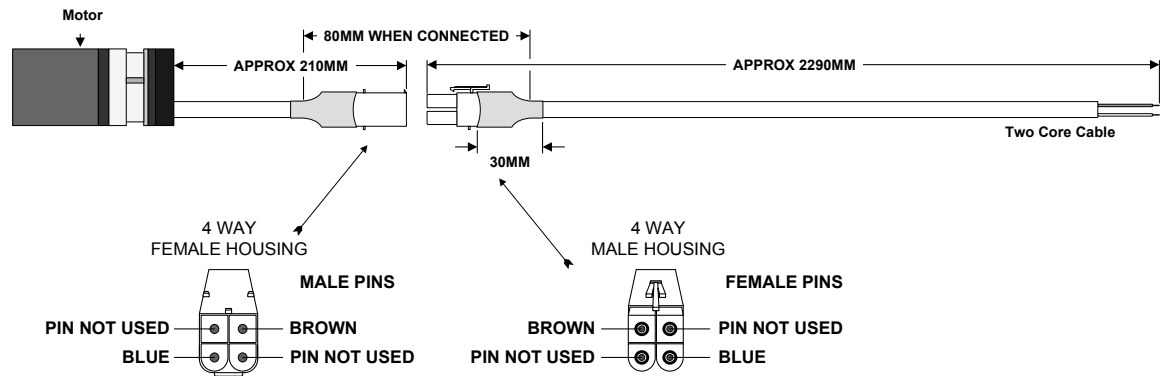 Motor
80MM WHEN CONNECTED
APPROX 210MM
APPROX 2290MM
Two Core Cable
30MM
4 WAY
FEMALE HOUSING
MALE PINS
PIN NOT USED
BROWN
BLUE
PIN NOT USED
4 WAY
MALE HOUSING
FEMALE PINS
BROWN
PIN NOT USED
PIN NOT USED
BLUE